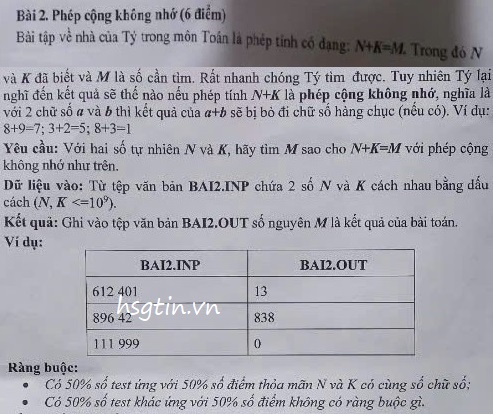 Bài 2. Phép cộng không nhớ (6 điểm)
Bài tập về nhà của Tý trong môn Toán là phép tính có dạng: N+K=M. Trong đó N
và K đã biết và M là số cần tìm. Rất nhanh chóng Tý tìm được. Tuy nhiên Tý lại
nghĩ đến kết quả sẽ thế nào nếu phép tính N+K là phép cộng không nhớ, nghĩa là
với 2 chữ số a và b thì kết quả của a+b sẽ bị bỏ đi chữ số hàng chục (nếu có). Ví dụ:
8+9=7; 3+2=5; 8+3=1
Yêu cầu: Với hai số tự nhiên N và K, hãy tìm M sao cho N+K=M với phép cộng
không nhớ như trên.
Dữ liệu vào: Từ tệp văn bản BAI2.INP chứa 2 số N và K cách nhau bằng dấu
cách (N, K <=10⁹).
Kết quả: Ghi vào tệp văn bản BAI2.OUT số nguyên M là kết quả của bài toán.
Ví dụ:
BAI2.INP BAI2.OUT
612 401 13
hsgtin.vn
896 42 838
111 999 0
Ràng buộc:
• Có 50% số test ứng với 50% số điểm thỏa mãn N và K có cùng số chữ số;
• Có 50% số test khác ứng với 50% số điểm không có ràng buộc gì.